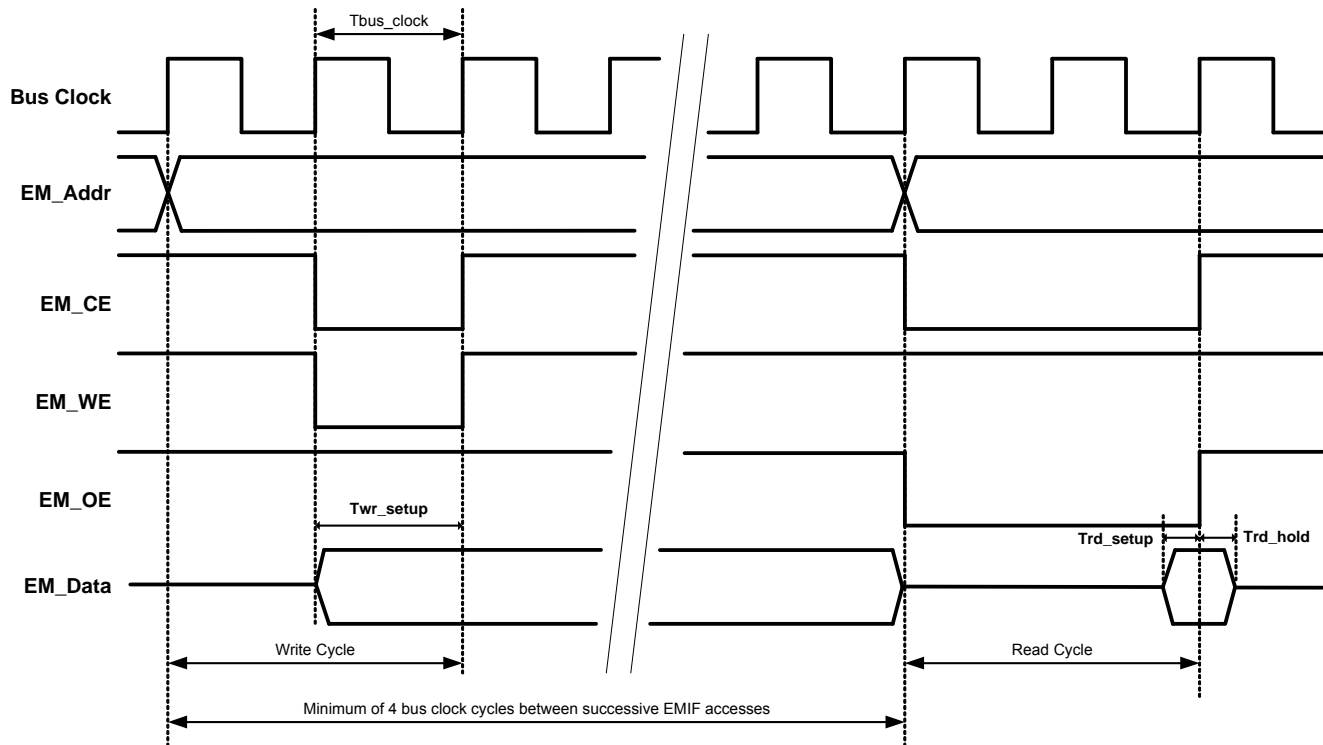 Tbus_clock
Bus Clock
EM_Addr
EM_CE
EM_WE
EM_OE
Twr_setup
Trd_setup
Trd_hold
EM_Data
Write Cycle
Read Cycle
Minimum of 4 bus clock cycles between successive EMIF accesses